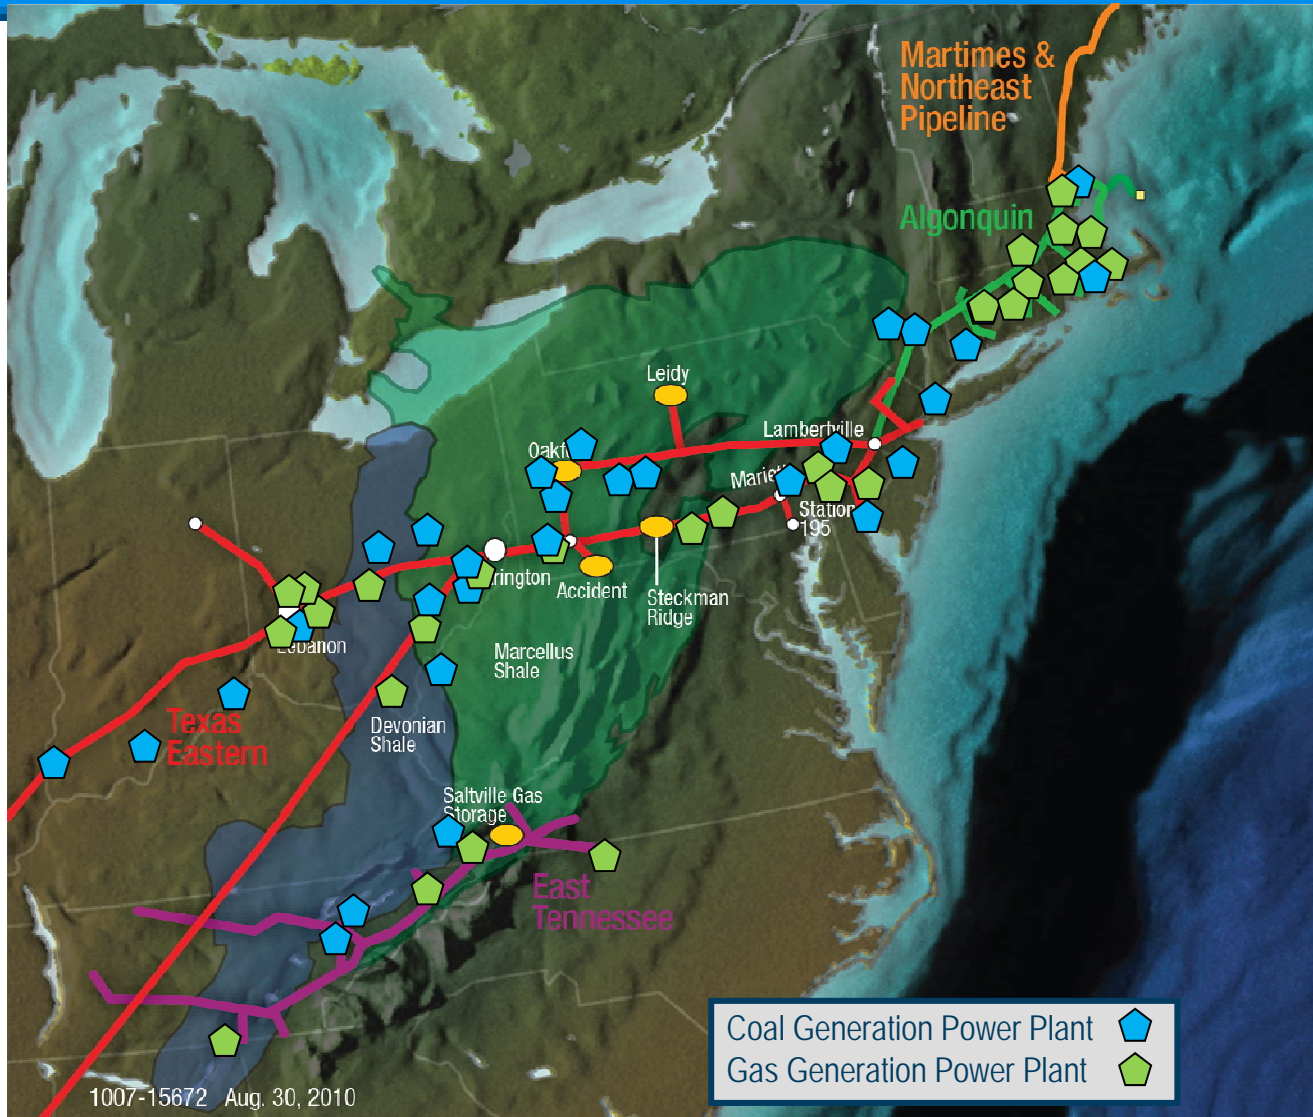 Martimes &
Northeast
Pipeline
Algonquin
Leidy
Lambertville
Oakf
Mariet
Station
195
rington
Accident
Steckman
Ridge
Lebanon
Marcellus
Shale
Texas
Eastern
Devonian
Shale
Saltville Gas
Storage
East
Tennessee
Coal Generation Power Plant
Gas Generation Power Plant
1007-15672 Aug. 30, 2010